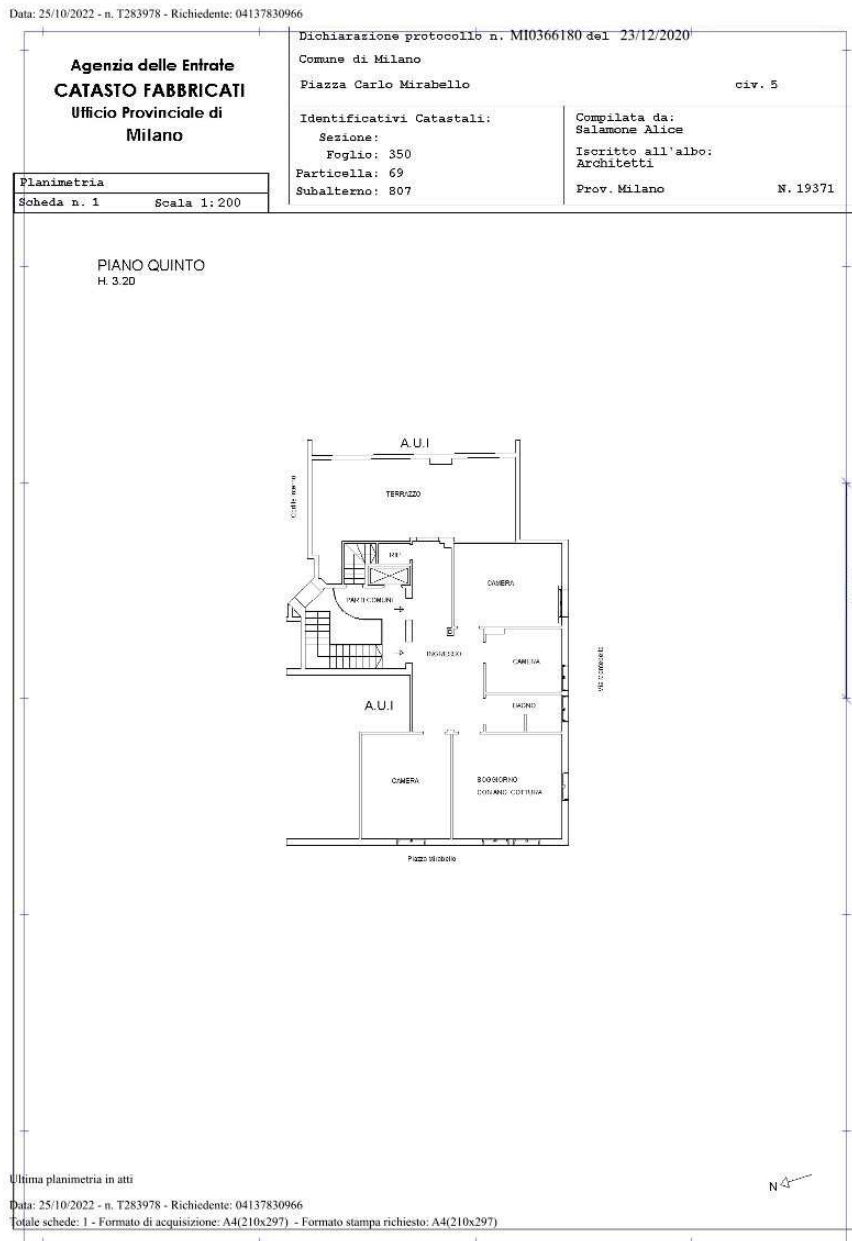 Data: 25/10/2022 - n. T283978 - Richiedente: 04137830966
Agenzia delle Entrate
CATASTO FABBRICATI
Ufficio Provinciale di
Milano
Dichiarazione protocollo n. MI0366180 del 23/12/2020
Comune di Milano
Piazza Carlo Mirabello civ. 5
Identificativi Catastali:
Sezione:
Foglio: 350
Particella: 69
Subalterno: 807
Compilata da:
Salamone Alice
Iscritto all'albo:
Architetti
Prov. Milano N. 19371
Planimetria
Scheda n. 1 Scala 1:200
PIANO QUINTO
H. 3.20
A.U.I
TERRAZZO
RIP
CAMERA
PARTI COMUNI
INGRESSO
CAMERA
A.U.I
BAGNO
CAMERA
SOGGIORNO
CON ANG. COTTURA
Piazza Mirabello
N
Ultima planimetria in atti
Data: 25/10/2022 - n. T283978 - Richiedente: 04137830966
Totale schede: 1 - Formato di acquisizione: A4(210x297) - Formato stampa richiesto: A4(210x297)